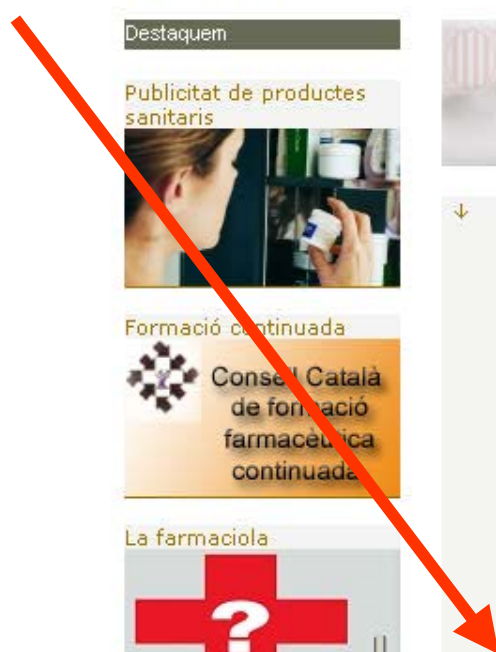 Destaquem
Publicitat de productes
sanitaris
Formació continuada
Consell Català
de formació
farmacèutica
continuada
La farmaciola
?